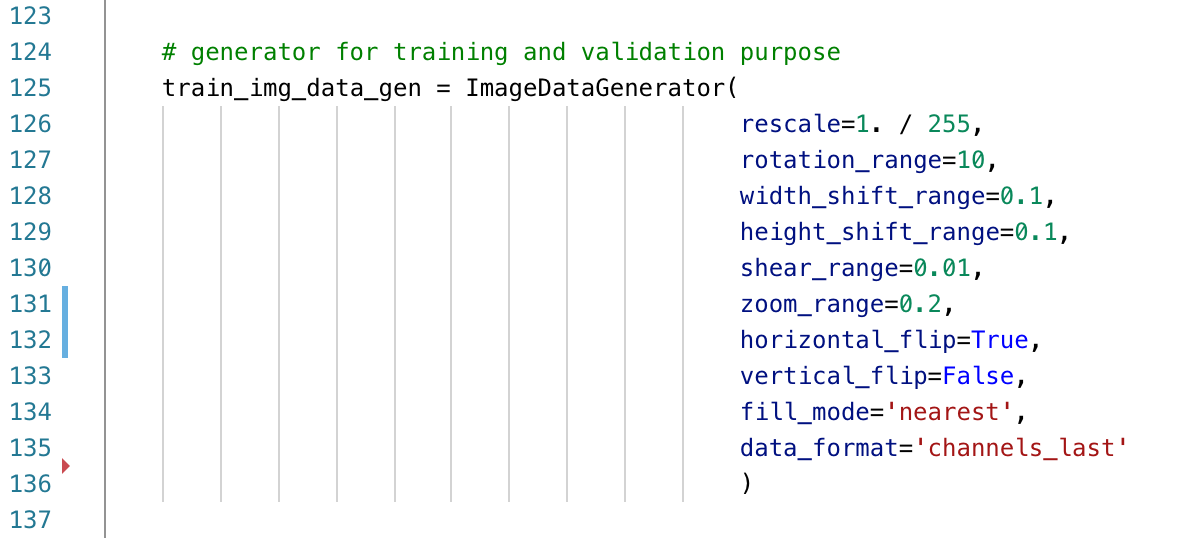 123
124 # generator for training and validation purpose
125 train_img_data_gen = ImageDataGenerator(
126 rescale=1. / 255,
127 rotation_range=10,
128 width_shift_range=0.1,
129 height_shift_range=0.1,
130 shear_range=0.01,
131 zoom_range=0.2,
132 horizontal_flip=True,
133 vertical_flip=False,
134 fill_mode='nearest',
135 data_format='channels_last'
136 )
137